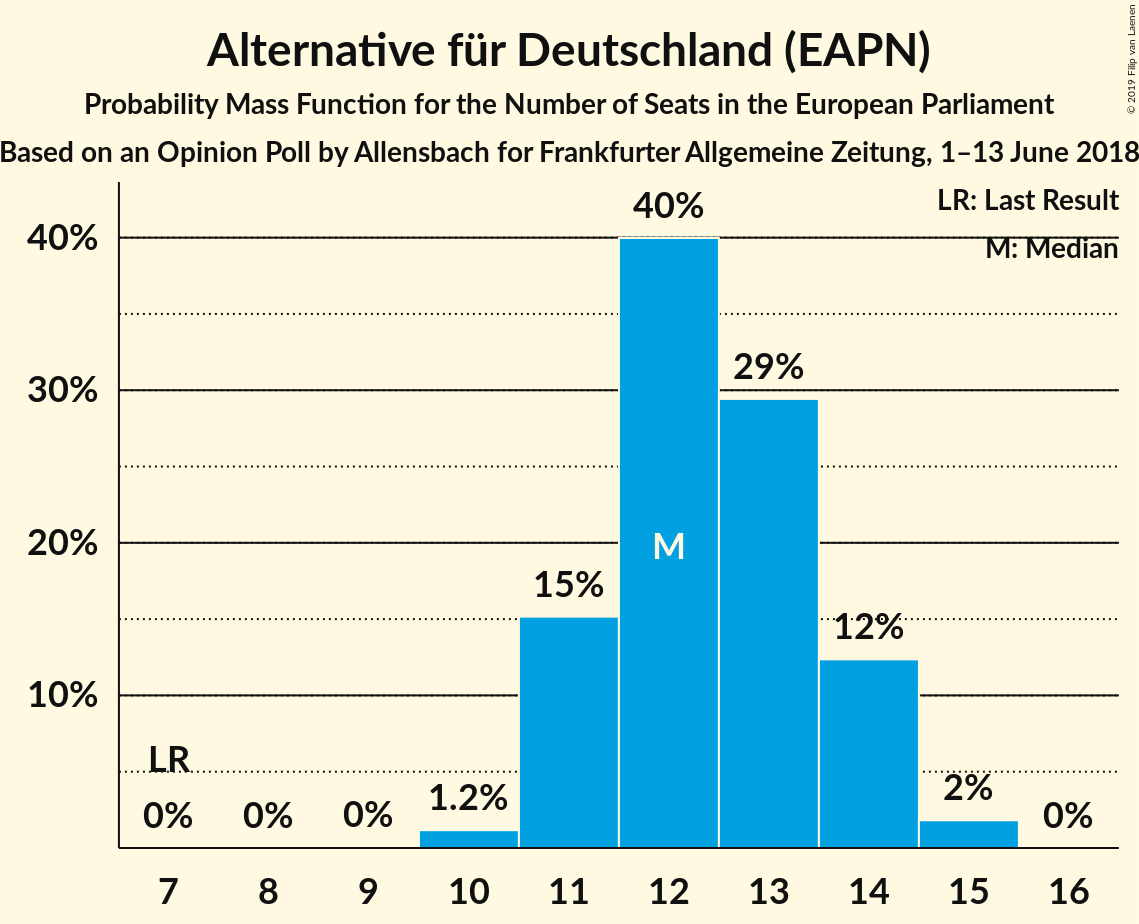 Alternative für Deutschland (EAPN)
Probability Mass Function for the Number of Seats in the European Parliament
Based on an Opinion Poll by Allensbach for Frankfurter Allgemeine Zeitung, 1–13 June 2018
© 2019 Filip van Laenen
LR: Last Result
M: Median
40%
30%
20%
10%
LR
0%
0%
0%
1.2%
15%
40%
M
29%
12%
2%
0%
7 8 9 10 11 12 13 14 15 16